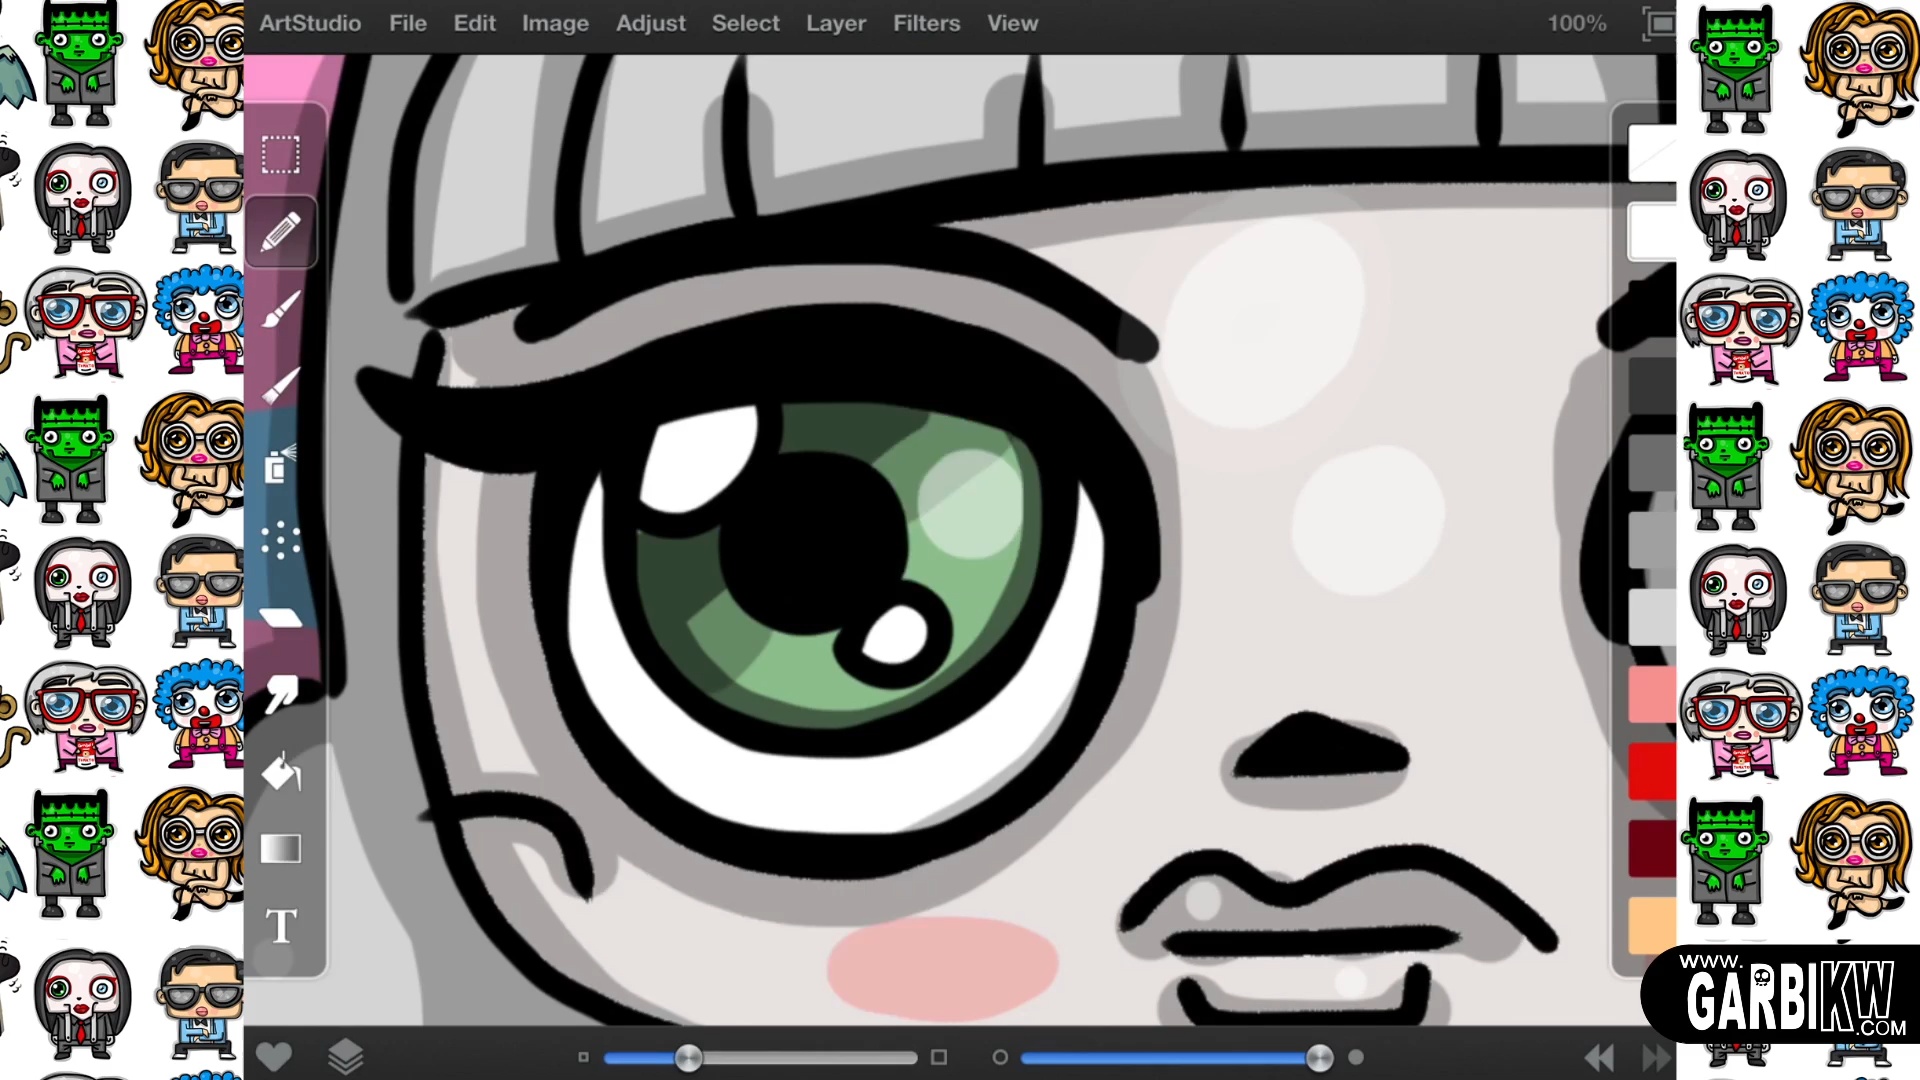 ArtStudio File Edit Image Adjust Select Layer Filters View 100%
T
www.
GARBIKW
.COM